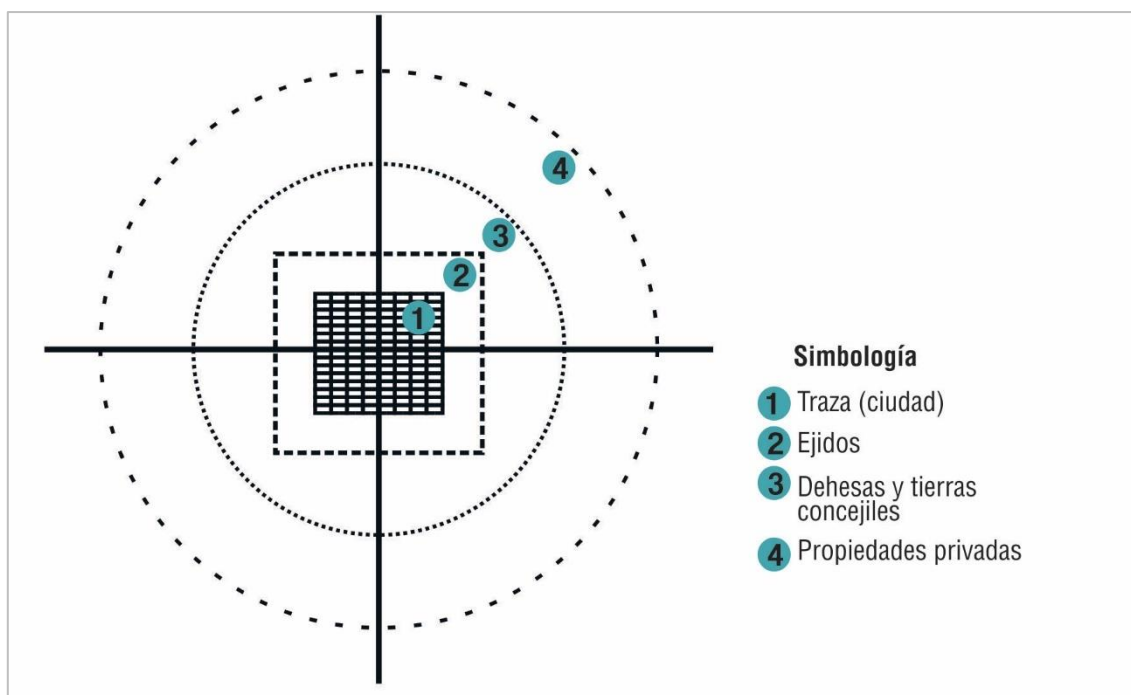 4
3
2
1
Simbología
1 Traza (ciudad)
2 Ejidos
3 Dehesas y tierras
concejiles
4 Propiedades privadas